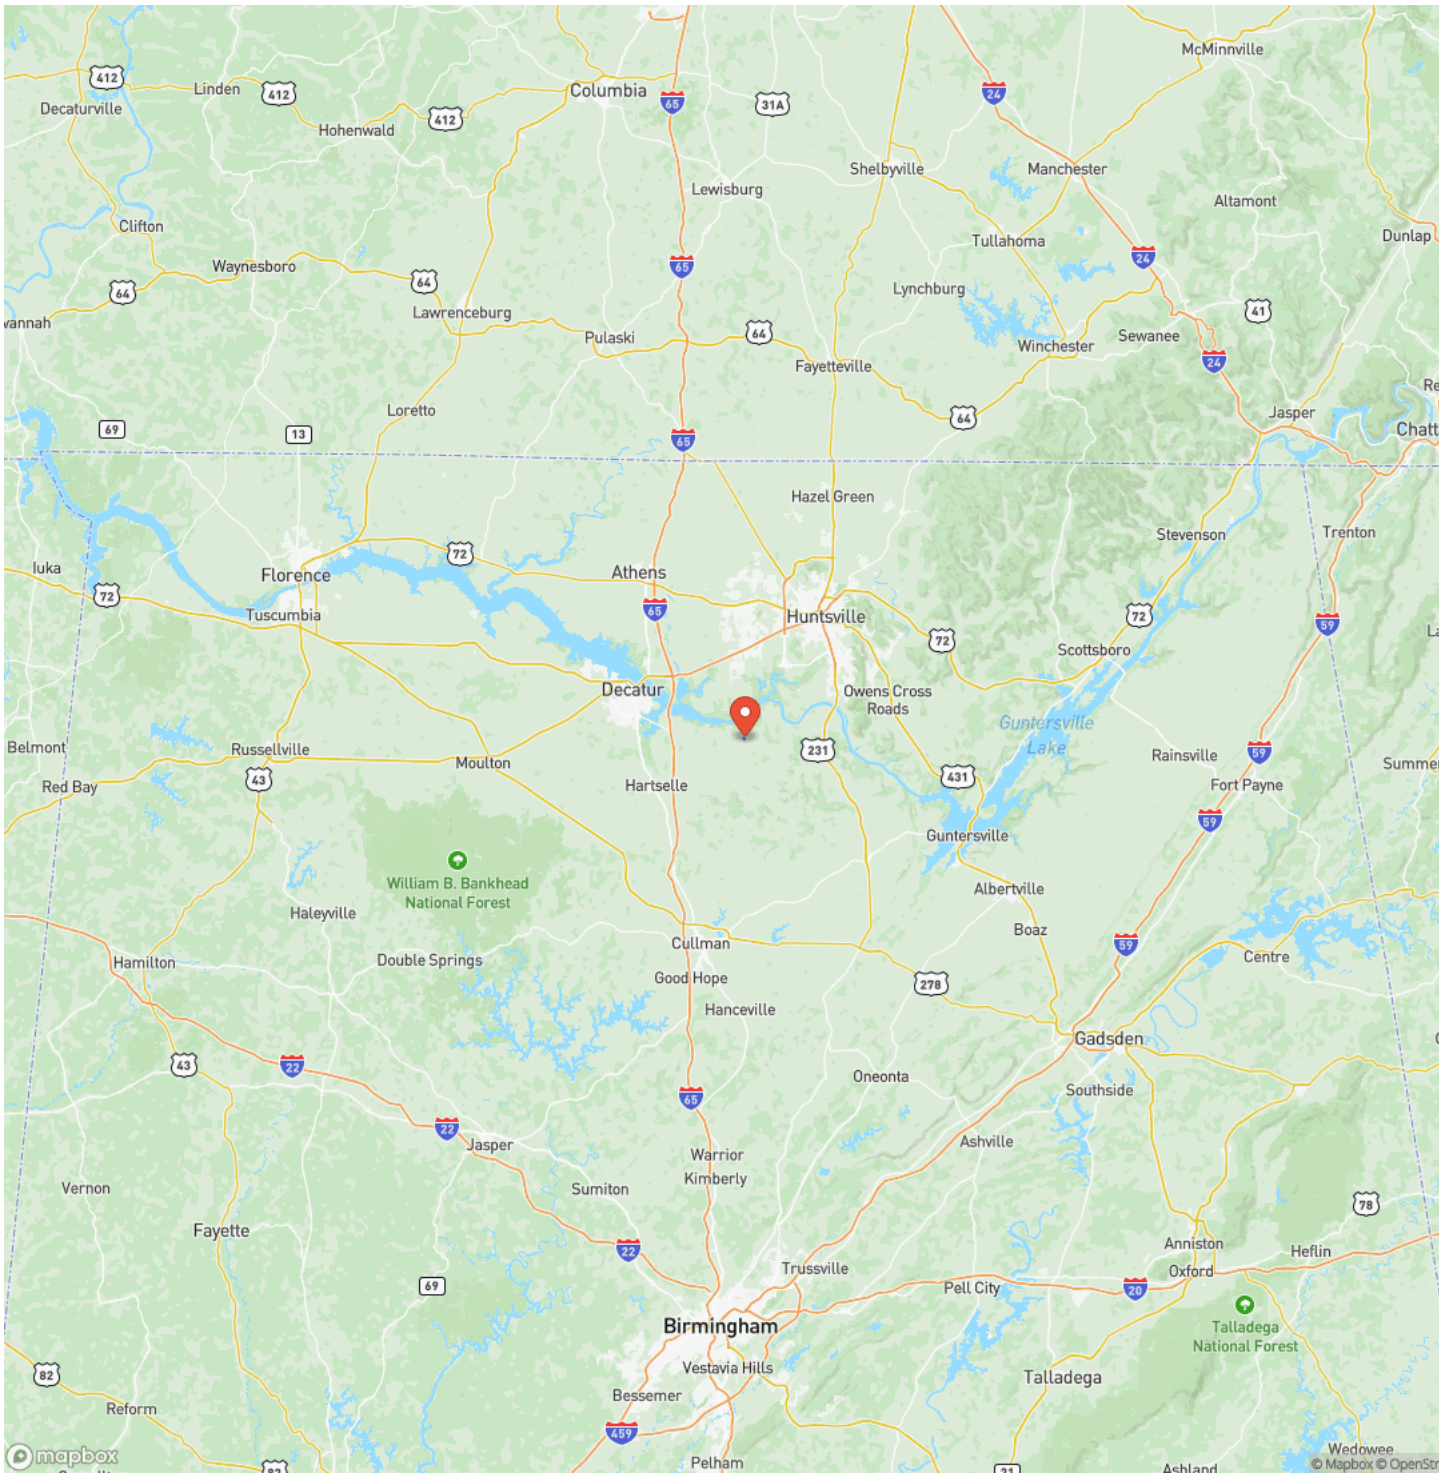 McMinnville
412
Linden
412
Columbia
65
31A
24
Decaturville
412
Hohenwald
Shelbyville
Manchester
Lewisburg
Altamont
Clifton
Dunlap
Tullahoma
Waynesboro
65
24
64
64
Lynchburg
41
Lawrenceburg
vannah
Pulaski
64
Sewanee
Winchester
24
Fayetteville
Re
Loretto
64
Jasper
69
13
65
Chatt
Hazel Green
Stevenson
Trenton
72
Iuka
Florence
Athens
72
65
Tuscumbia
Huntsville
72
59
La
72
Scottsboro
Decatur
Owens Cross
Roads
Guntersville
Lake
Belmont
Russellville
231
59
Rainsville
Moulton
Summer
43
431
Red Bay
Hartselle
Fort Payne
59
Guntersville
William B. Bankhead
National Forest
Albertville
Haleyville
Boaz
Cullman
59
Hamilton
Double Springs
Centre
Good Hope
278
Hanceville
Gadsden
43
22
Oneonta
Southside
65
22
Jasper
Ashville
Warrior
Kimberly
Vernon
Sumiton
78
Fayette
Anniston
Heflin
22
Trussville
Oxford
69
Pell City
20
Birmingham
Talladega
National Forest
82
Vestavia Hills
Talladega
Bessemer
Reform
459
Wedowee
mapbox
Pelham
Ashland
© Mapbox © OpenStr